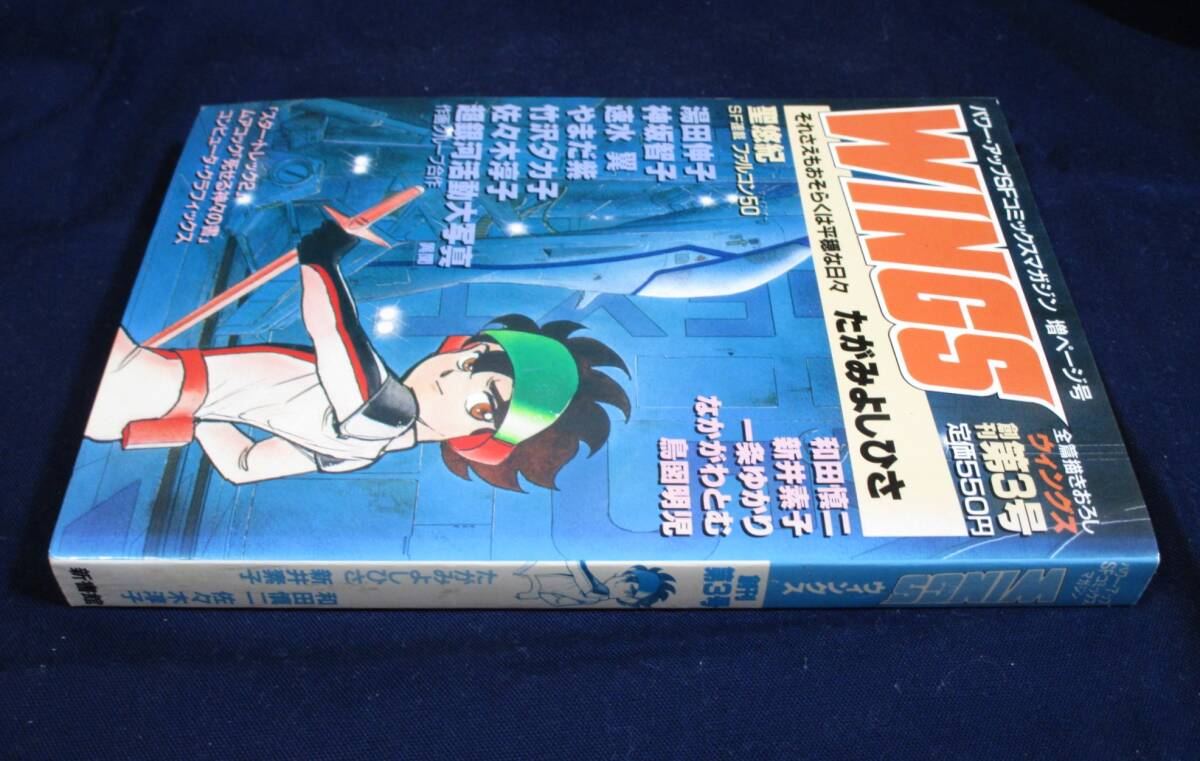 パワーアップSFコミックスマガジン 増ページ号
WINGS
全篇描きおろし
ウィングス
創刊第3号
定価550円
それさえもおそらくは平穏な日々 たがみよしひさ
聖悠紀
SF連載 ファルコン50
湯田伸子
神坂智子
速水翼
やまだ紫
竹沢タカ子
佐々木淳子
超銀河活動大写真
作画グループ合作
和田慎二
新井素子
一条ゆかり
なかがわとむ
鳥図明児
「スタートレック2
コンピュータ・グラフィックス
WINGS
ウィングス
創刊
第3号
和田慎二 佐々木淳子
たがみよしひさ 新井素子
新書館